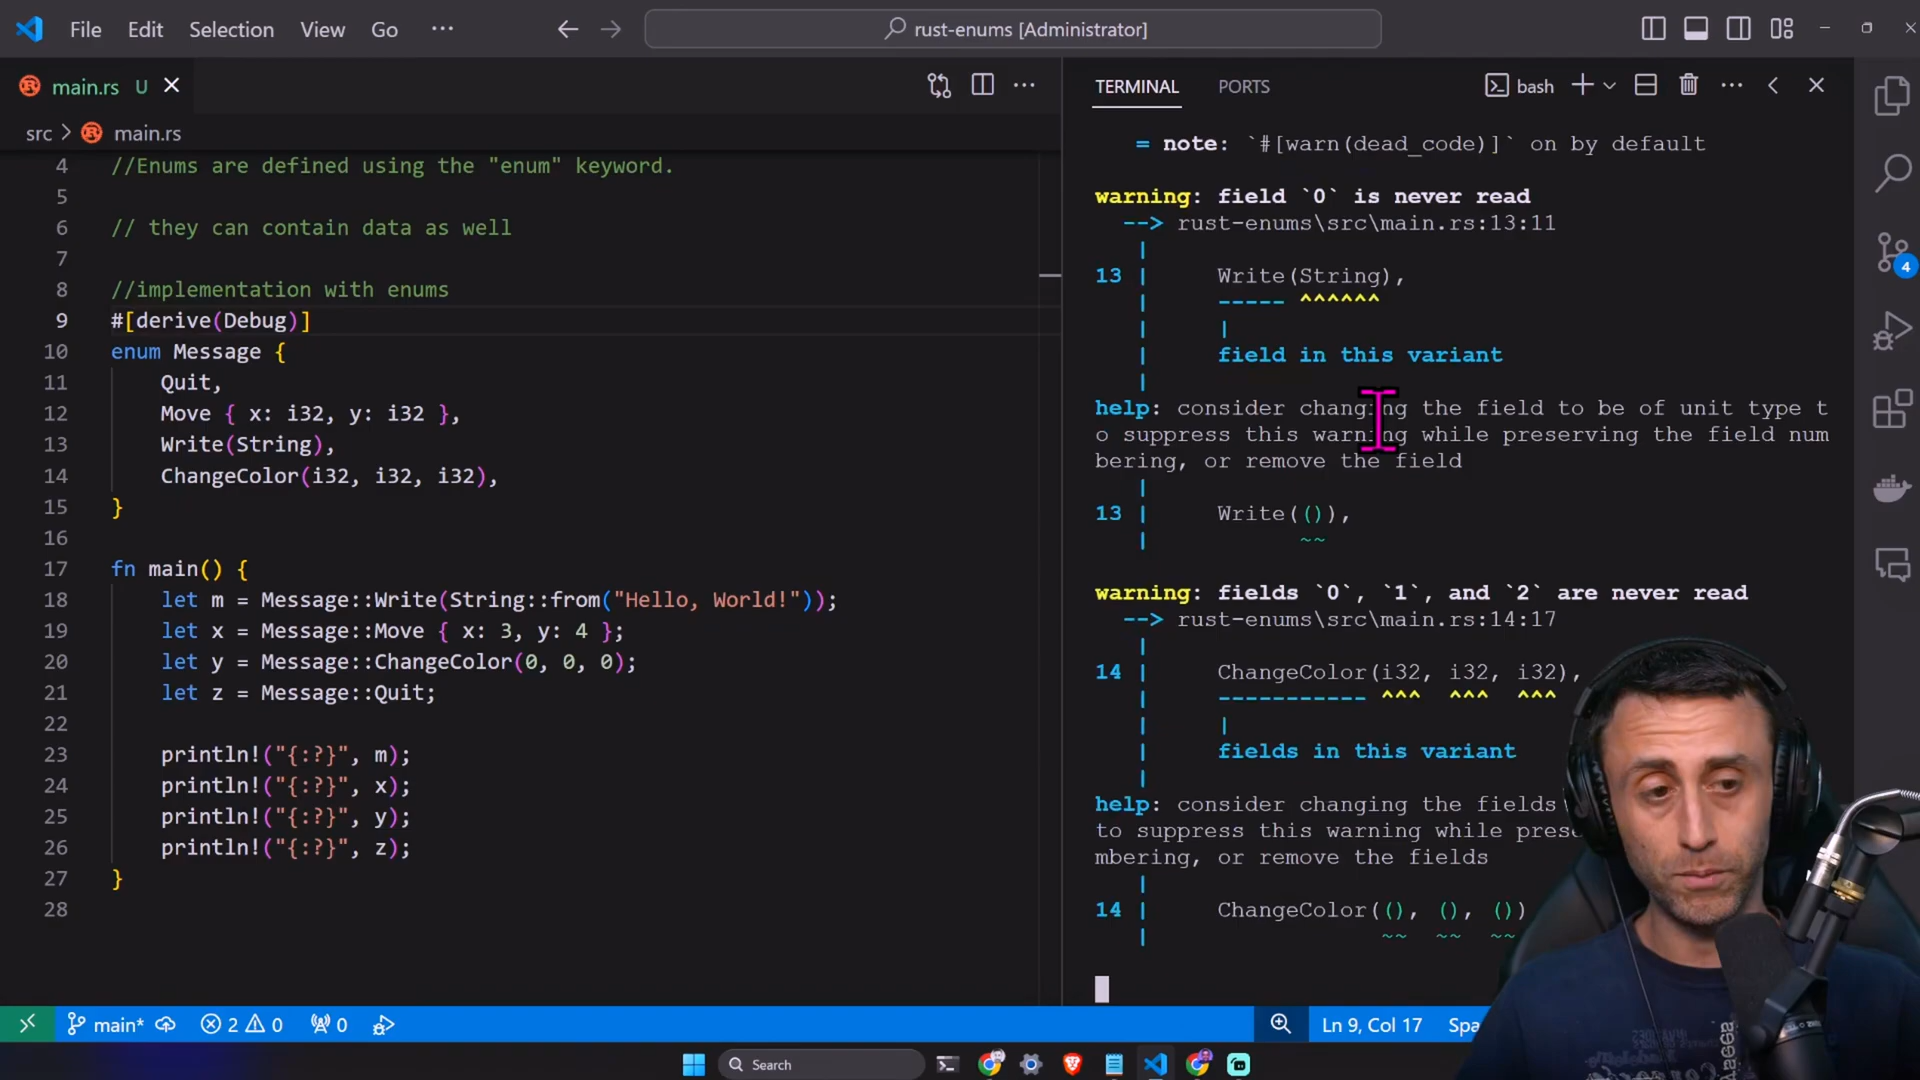 File Edit Selection View Go ···
rust-enums [Administrator]
main.rs U
src > main.rs
4 //Enums are defined using the "enum" keyword.
5
6 // they can contain data as well
7
8 //implementation with enums
9 #[derive(Debug)]
10 enum Message {
11 Quit,
12 Move { x: i32, y: i32 },
13 Write(String),
14 ChangeColor(i32, i32, i32),
15 }
16
17 fn main() {
18 let m = Message::Write(String::from("Hello, World!"));
19 let x = Message::Move { x: 3, y: 4 };
20 let y = Message::ChangeColor(0, 0, 0);
21 let z = Message::Quit;
22
23 println!("{:?}", m);
24 println!("{:?}", x);
25 println!("{:?}", y);
26 println!("{:?}", z);
27 }
28
TERMINAL PORTS
bash
= note: `#[warn(dead_code)]` on by default
warning: field `0` is never read
--> rust-enums\src\main.rs:13:11
|
13 | Write(String),
| ----- ^^^^^^
| |
| field in this variant
|
help: consider changing the field to be of unit type t
o suppress this warning while preserving the field num
bering, or remove the field
|
13 | Write(()),
| ~~
warning: fields `0`, `1`, and `2` are never read
--> rust-enums\src\main.rs:14:17
|
14 | ChangeColor(i32, i32, i32),
| ----------- ^^^ ^^^ ^^^
| |
| fields in this variant
|
help: consider changing the fields
to suppress this warning while pres
mbering, or remove the fields
|
14 | ChangeColor((), (), ())
| ~~ ~~ ~~
4
main* 2 0 0
Ln 9, Col 17 Spa
Search